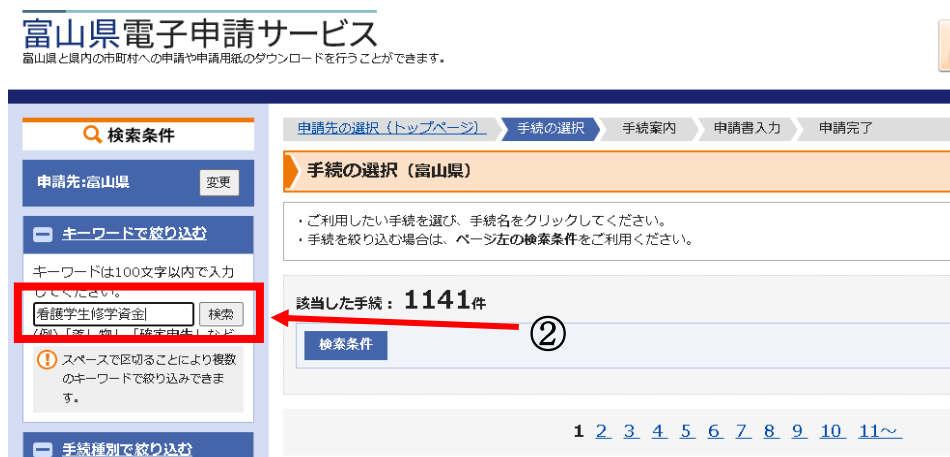 富山県電子申請サービス
富山県と県内の市町村への申請や申請用紙のダウンロードを行うことができます。
検索条件
申請先:富山県 変更
キーワードで絞り込む
キーワードは100文字以内で入力
してください。
看護学生修学資金 検索
(例)「落し物」「確定申告」など
スペースで区切ることにより複数
のキーワードで絞り込みできま
す。
手続種別で絞り込む
申請先の選択（トップページ） 手続の選択 手続案内 申請書入力 申請完了
手続の選択（富山県）
・ご利用したい手続を選び、手続名をクリックしてください。
・手続を絞り込む場合は、ページ左の検索条件をご利用ください。
該当した手続： 1141件
②
検索条件
1 2 3 4 5 6 7 8 9 10 11～